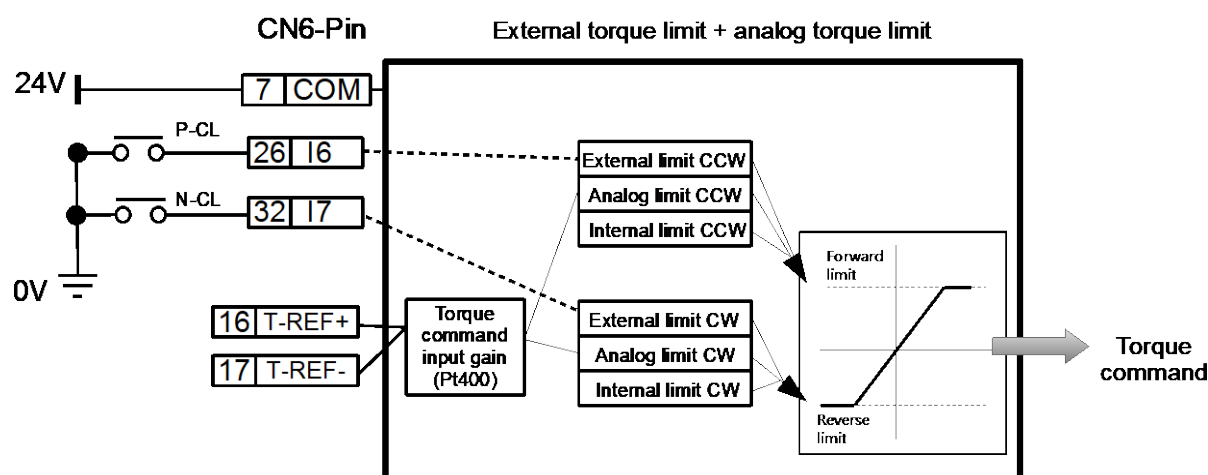 CN6-Pin
External torque limit + analog torque limit
24V
7 COM
P-CL
26 I6
External limit CCW
Analog limit CCW
Internal limit CCW
N-CL
32 I7
0V
Forward
limit
16 T-REF+
17 T-REF-
Torque
command
input gain
(Pt400)
External limit CW
Analog limit CW
Internal limit CW
Reverse
limit
Torque
command